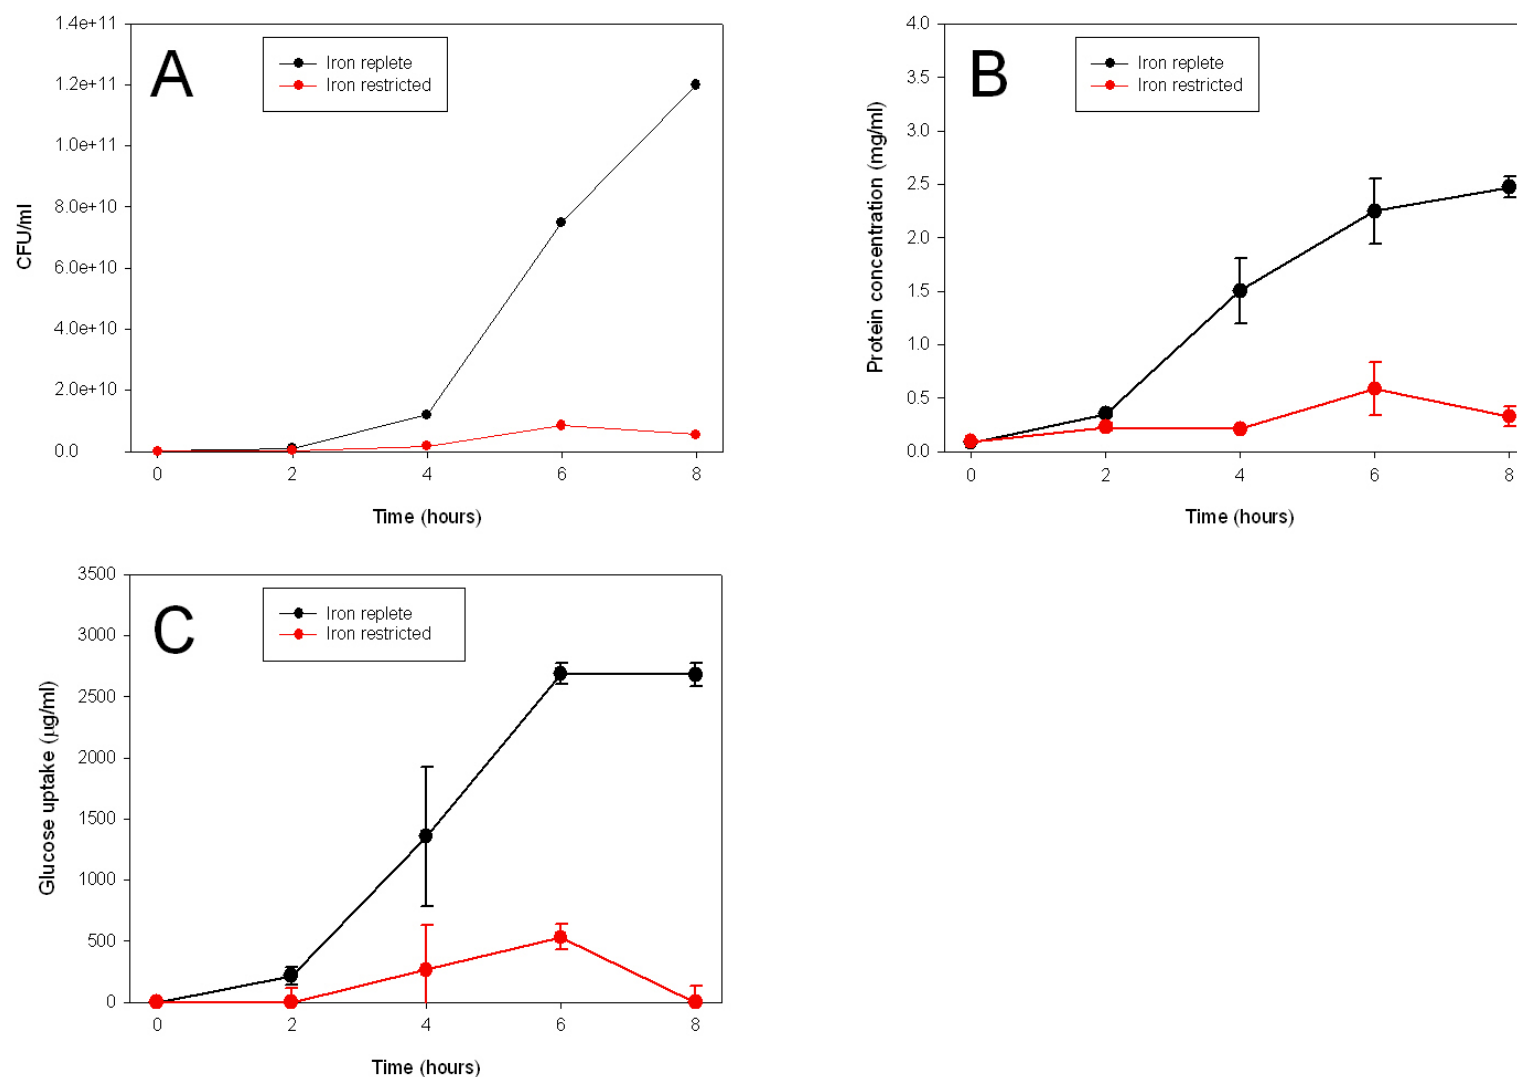 A
Iron replete
Iron restricted
1.4e+11
1.2e+11
1.0e+11
8.0e+10
6.0e+10
4.0e+10
2.0e+10
0.0
CFU/ml
0 2 4 6 8
Time (hours)
B
Iron replete
Iron restricted
4.0
3.5
3.0
2.5
2.0
1.5
1.0
0.5
0.0
Protein concentration (mg/ml)
0 2 4 6 8
Time (hours)
C
Iron replete
Iron restricted
3500
3000
2500
2000
1500
1000
500
0
Glucose uptake (μg/ml)
0 2 4 6 8
Time (hours)